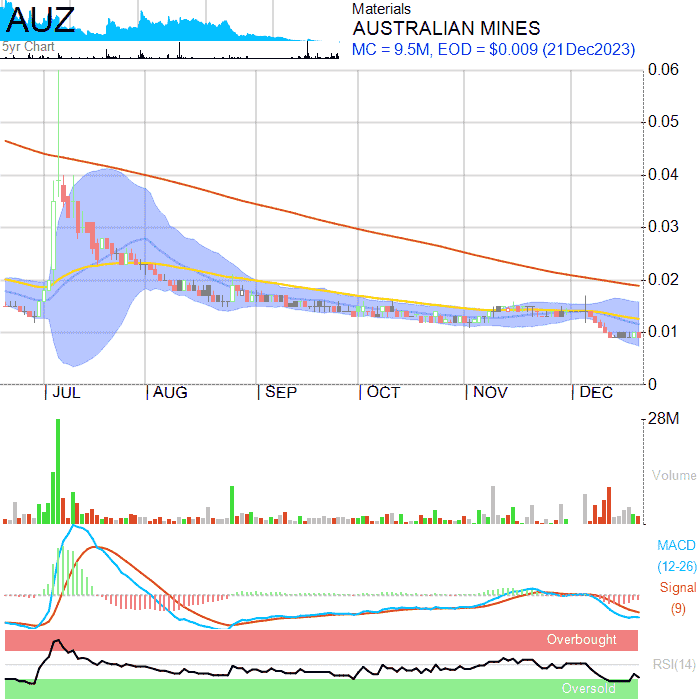 AUZ
5yr Chart
Materials
AUSTRALIAN MINES
MC = 9.5M, EOD = $0.009 (21Dec2023)
0.06
0.05
0.04
0.03
0.02
0.01
0
JUL AUG SEP OCT NOV DEC
28M
Volume
MACD
(12-26)
Signal
(9)
Overbought
RSI(14)
Oversold